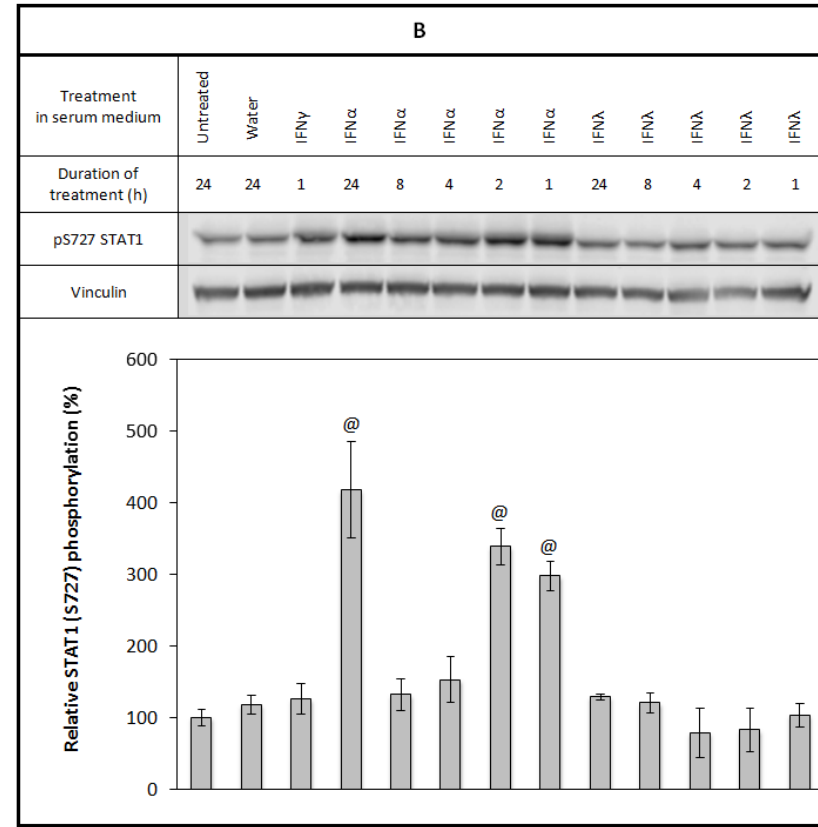 B
Treatment
in serum medium
Untreated
Water
IFNγ
IFNα
IFNα
IFNα
IFNα
IFNα
IFNλ
IFNλ
IFNλ
IFNλ
IFNλ
Duration of
treatment (h)
24 24 1 24 8 4 2 1 24 8 4 2 1
pS727 STAT1
Vinculin
Relative STAT1 (S727) phosphorylation (%)
600
500
400
300
200
100
0
@
@
@